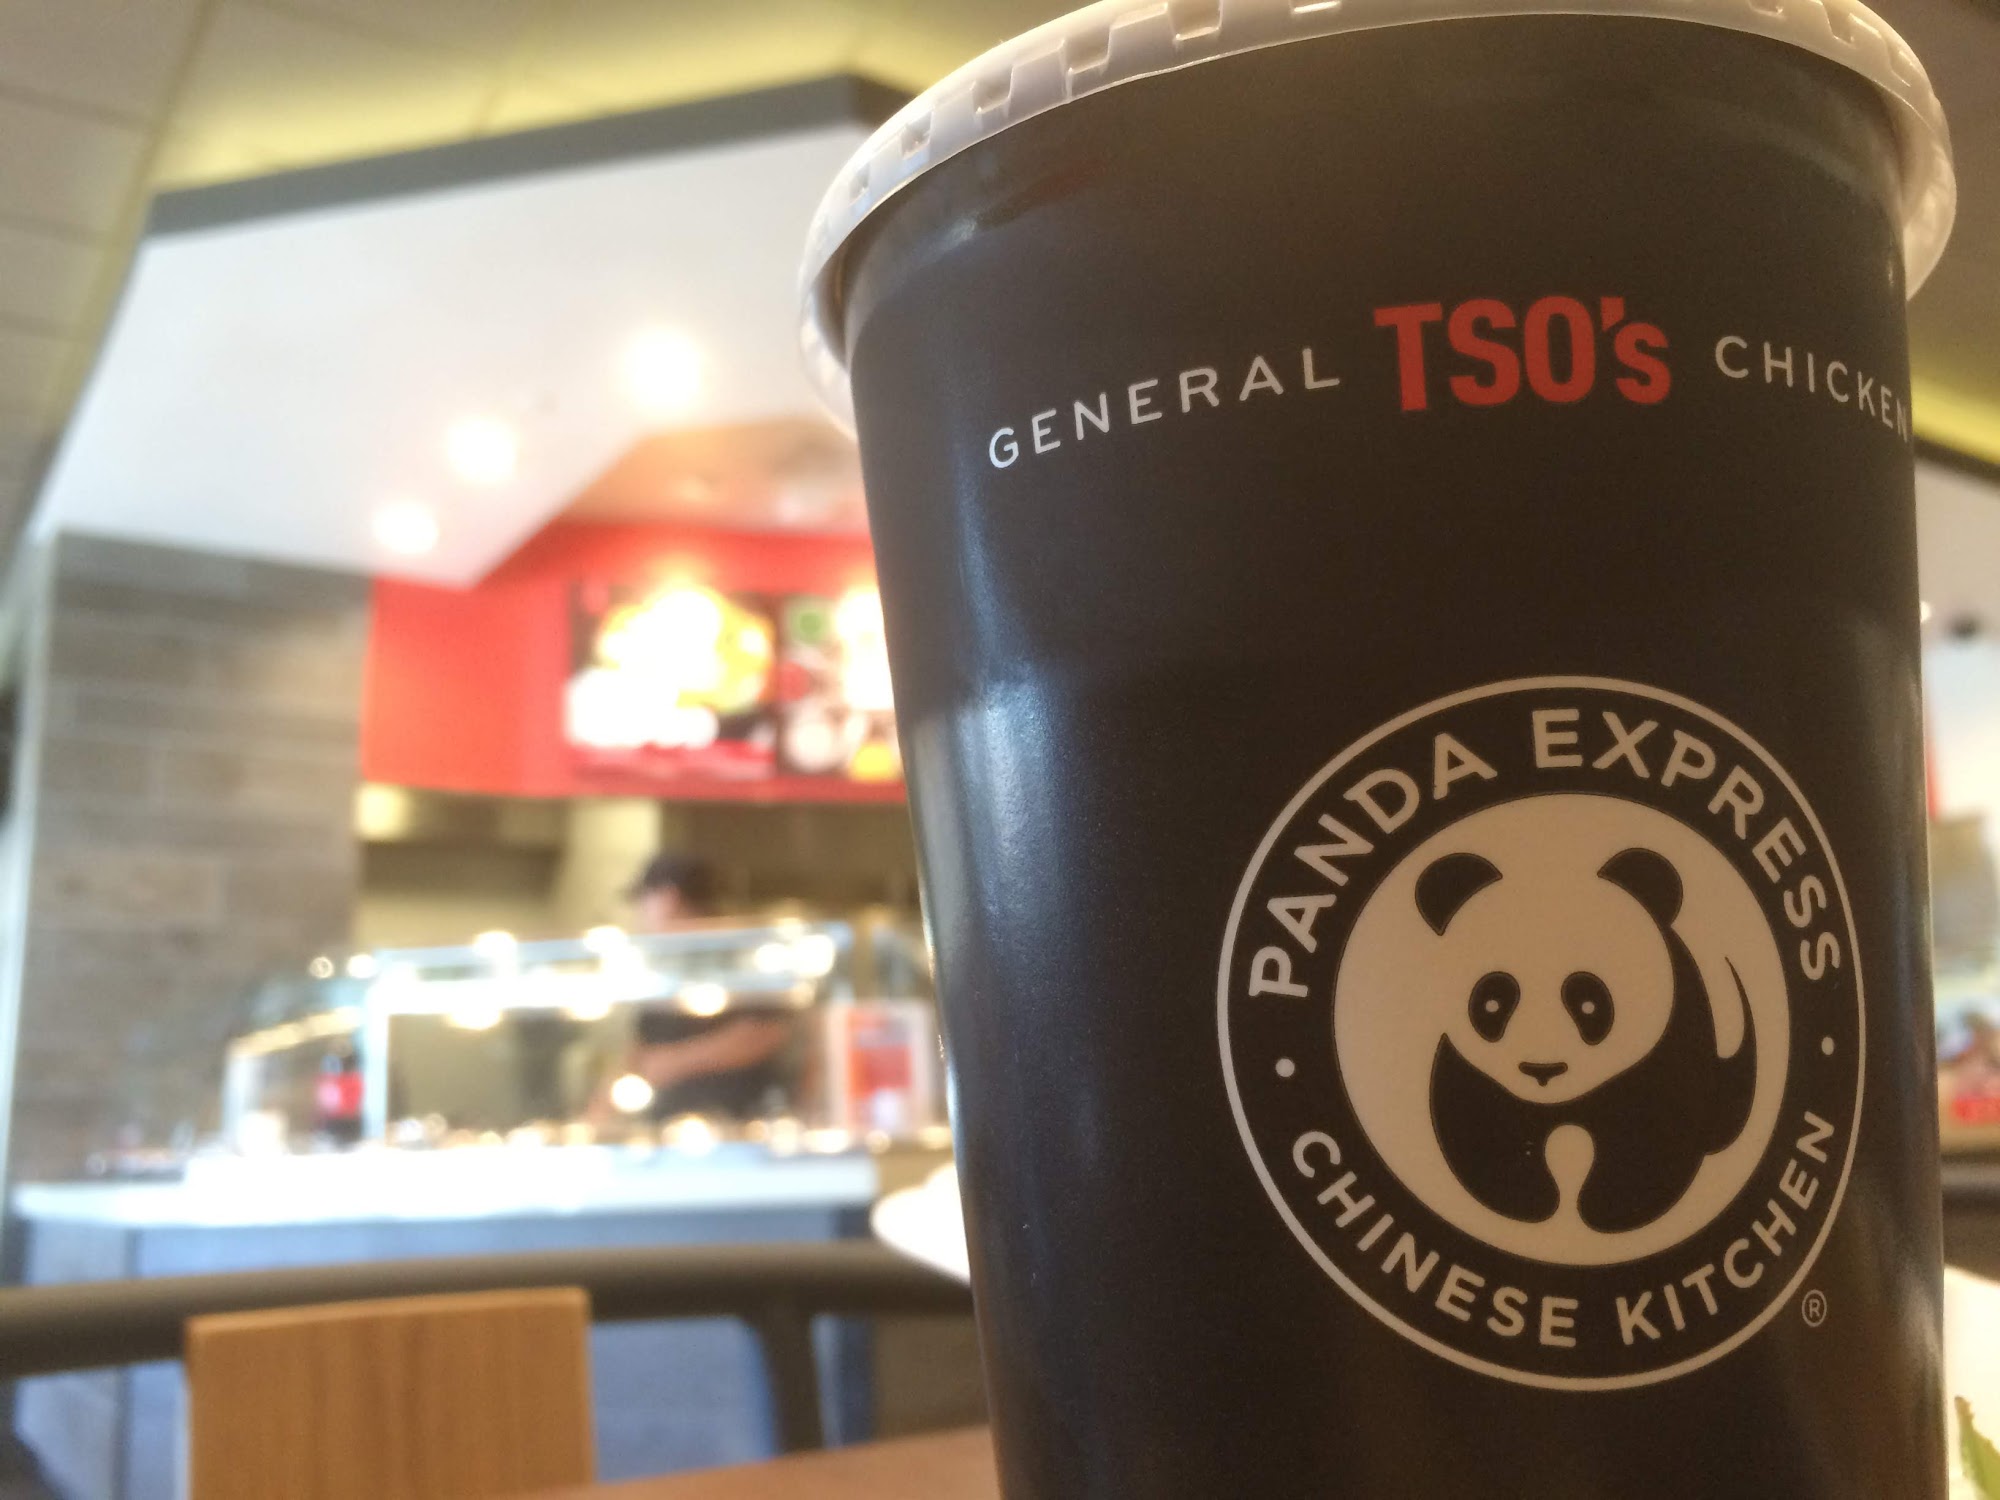 GENERAL TSO's CHICKEN
PANDA EXPRESS
CHINESE KITCHEN
®